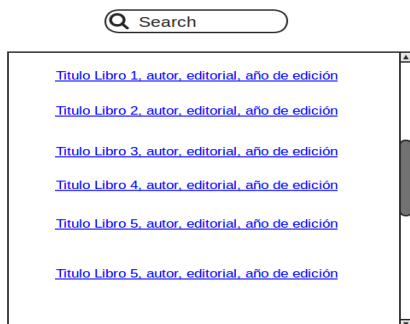 Search
Titulo Libro 1, autor, editorial, año de edición
Titulo Libro 2, autor, editorial, año de edición
Titulo Libro 3, autor, editorial, año de edición
Titulo Libro 4, autor, editorial, año de edición
Titulo Libro 5, autor, editorial, año de edición
Titulo Libro 5, autor, editorial, año de edición